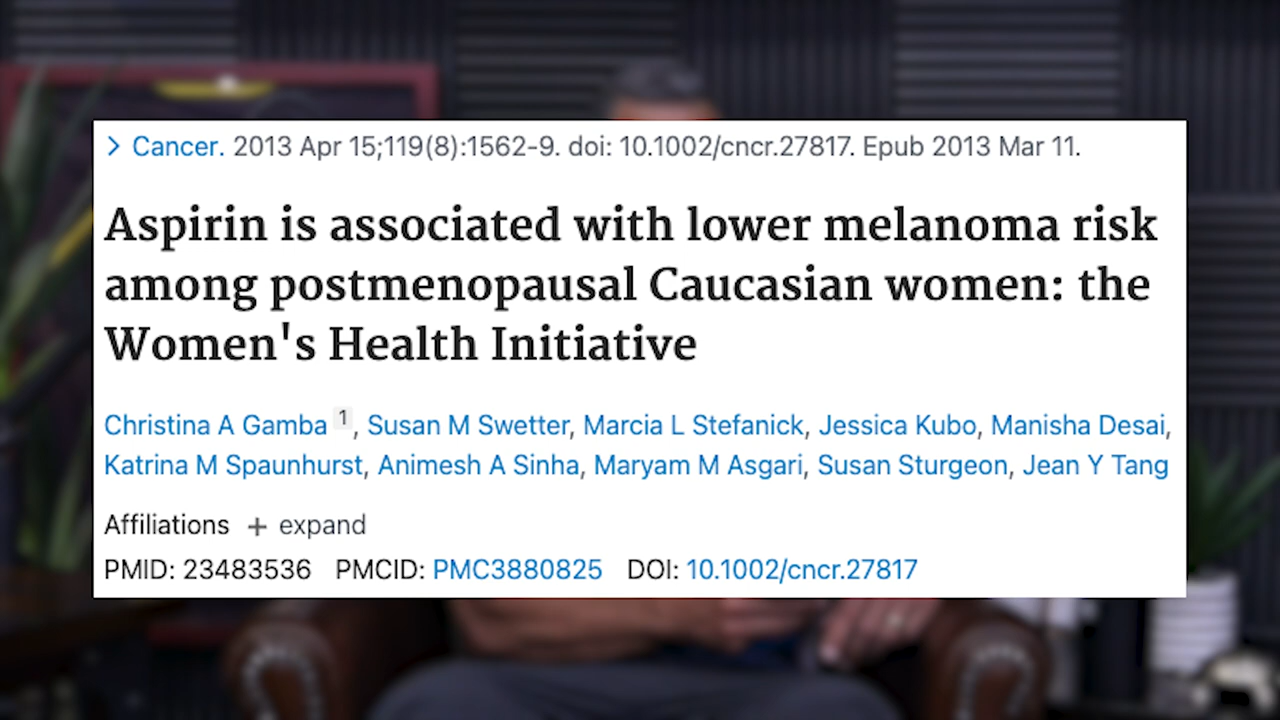 > Cancer. 2013 Apr 15;119(8):1562-9. doi: 10.1002/cncr.27817. Epub 2013 Mar 11.
Aspirin is associated with lower melanoma risk
among postmenopausal Caucasian women: the
Women's Health Initiative
Christina A Gamba 1, Susan M Swetter, Marcia L Stefanick, Jessica Kubo, Manisha Desai,
Katrina M Spaunhurst, Animesh A Sinha, Maryam M Asgari, Susan Sturgeon, Jean Y Tang
Affiliations + expand
PMID: 23483536 PMCID: PMC3880825 DOI: 10.1002/cncr.27817